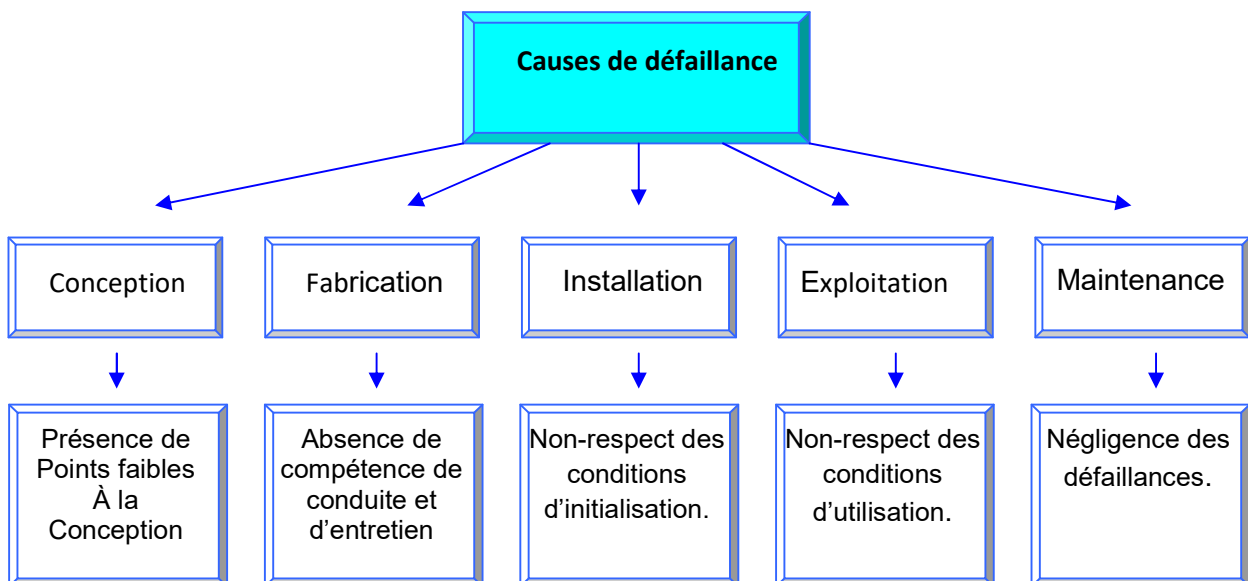 Causes de défaillance
Conception
Fabrication
Installation
Exploitation
Maintenance
Présence de
Points faibles
À la
Conception
Absence de
compétence de
conduite et
d’entretien
Non-respect des
conditions
d’initialisation.
Non-respect des
conditions
d’utilisation.
Négligence des
défaillances.